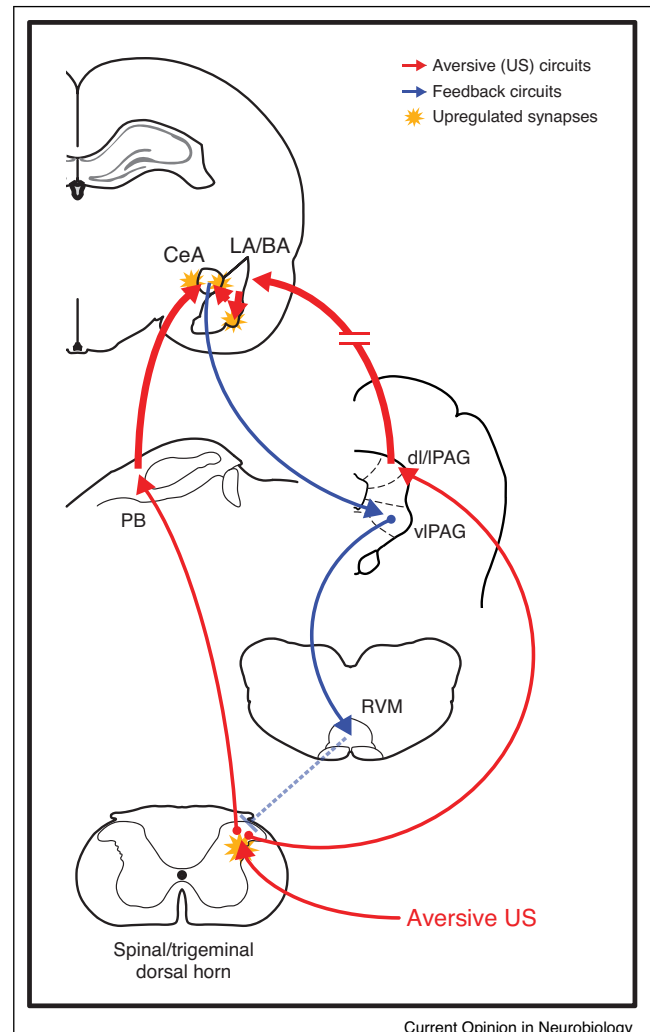 Aversive (US) circuits
Feedback circuits
Upregulated synapses
CeA
LA/BA
dl/lPAG
PB
vlPAG
RVM
Aversive US
Spinal/trigeminal
dorsal horn
Current Opinion in Neurobiology